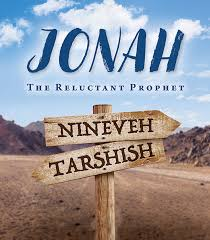 JONAH
THE RELUCTANT PROPHET
NINEVEH
TARSHISH